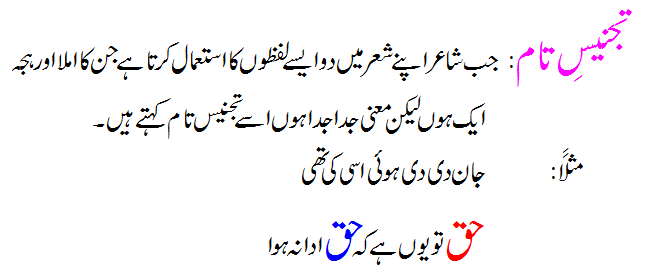 تجنیسِ تام: جب شاعر اپنے شعر میں دو ایسے لفظوں کا استعمال کرتا ہے جن کا املا اور ہجہ
ایک ہوں لیکن معنی جدا جدا ہوں اسے تجنیس تام کہتے ہیں۔
مثلاً: جان دی دی ہوئی اسی کی تھی
حق تو یوں ہے کہ حق ادا نہ ہوا